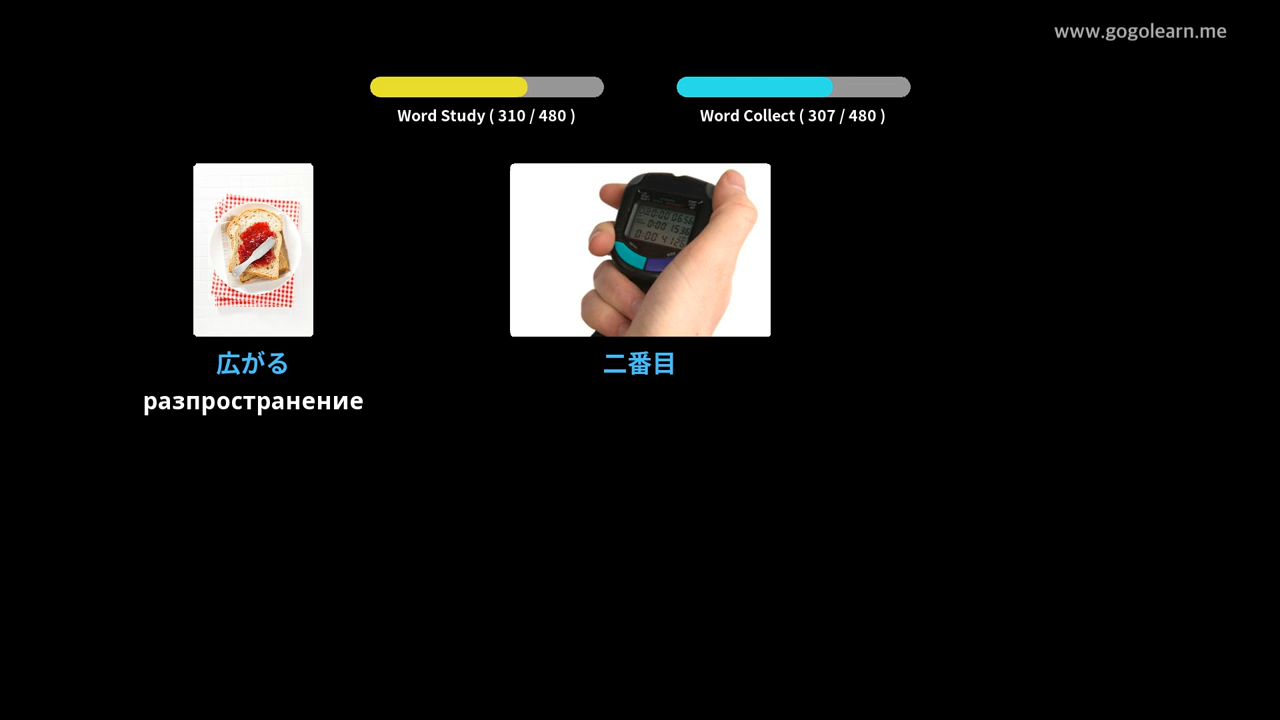 www.gogolearn.me
Word Study ( 310 / 480 )
Word Collect ( 307 / 480 )
広がる
разпространение
二番目